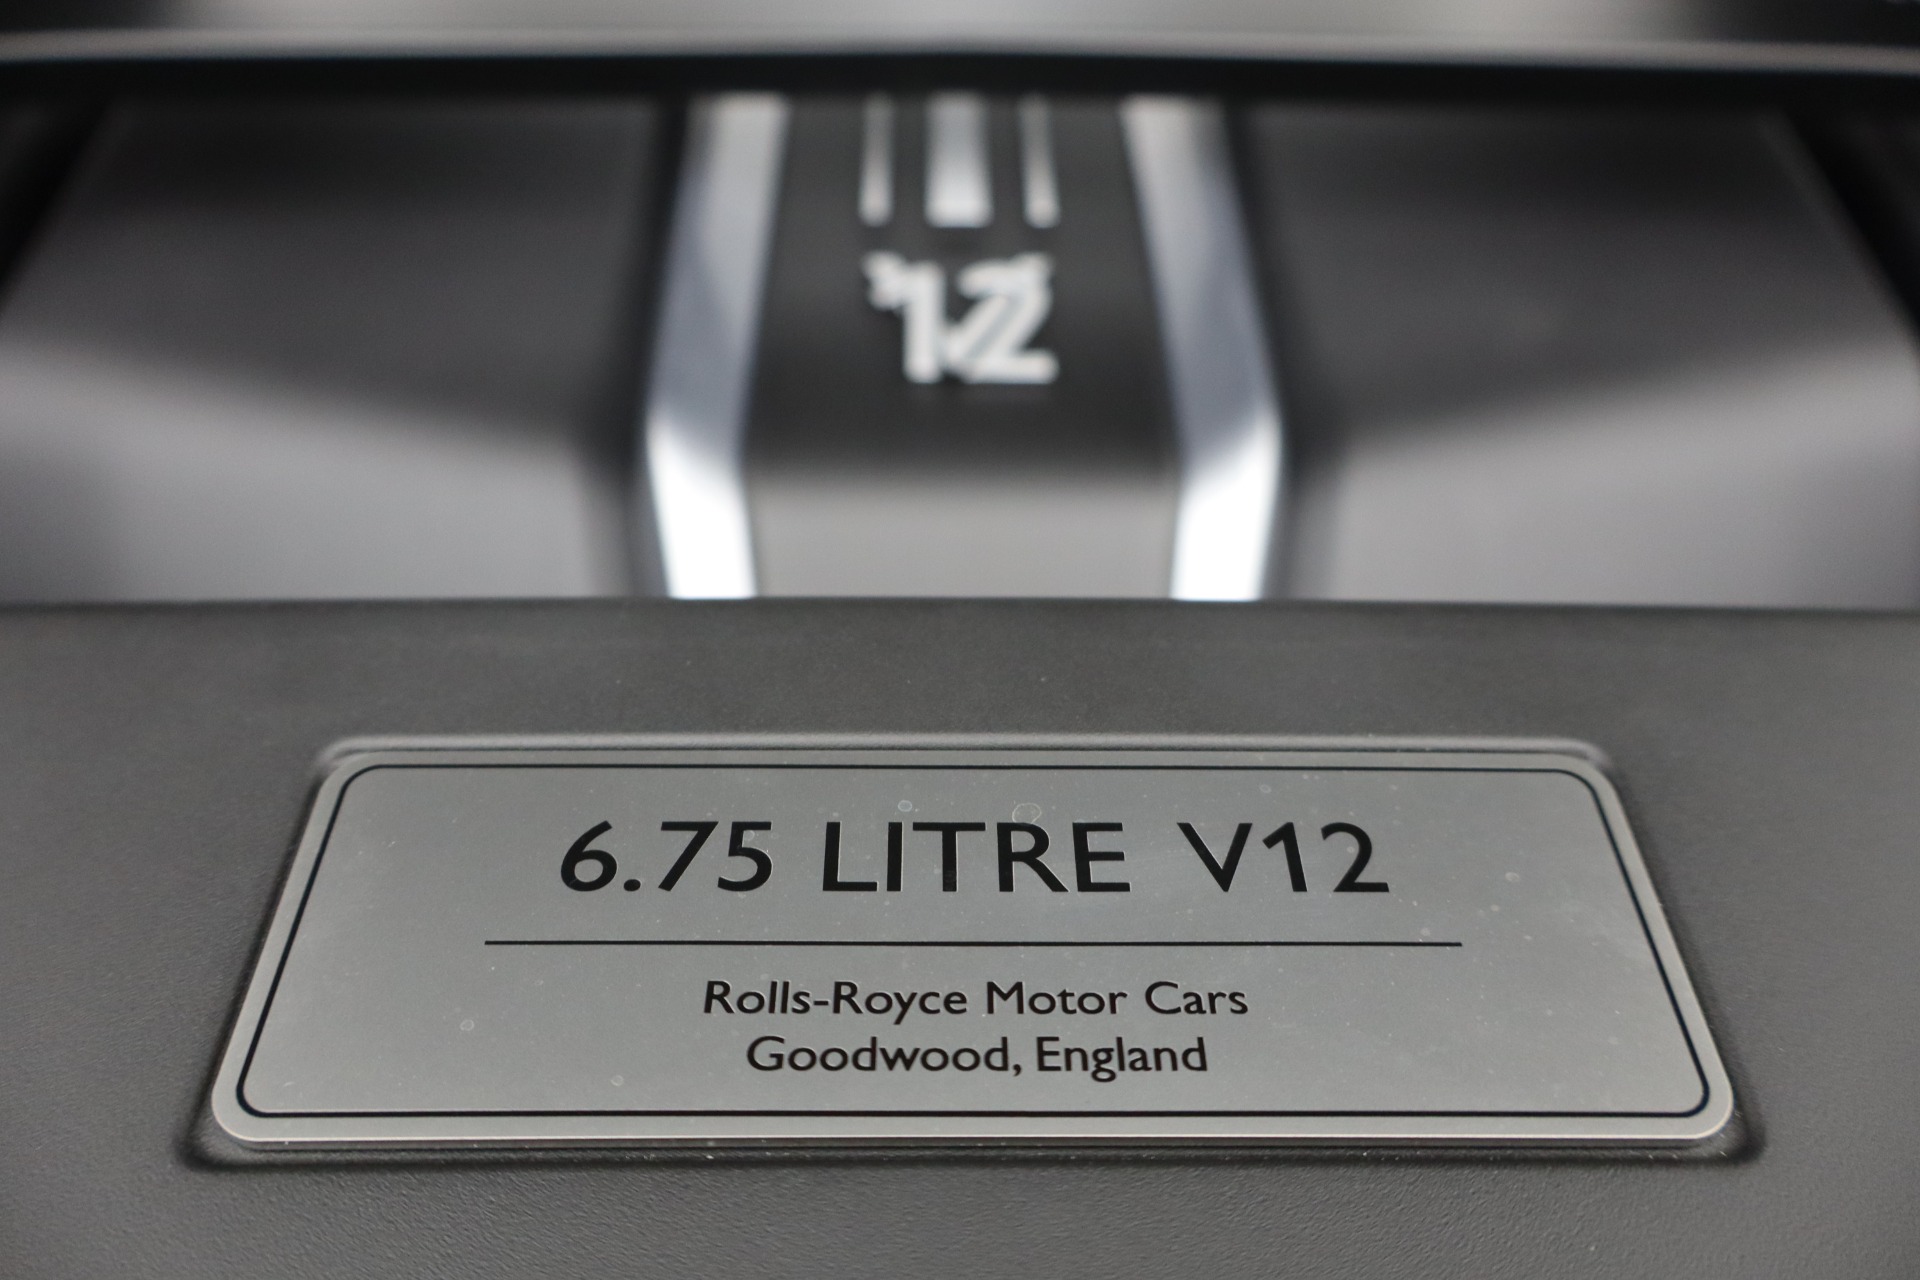 V12
6.75 LITRE V12
Rolls-Royce Motor Cars
Goodwood, England